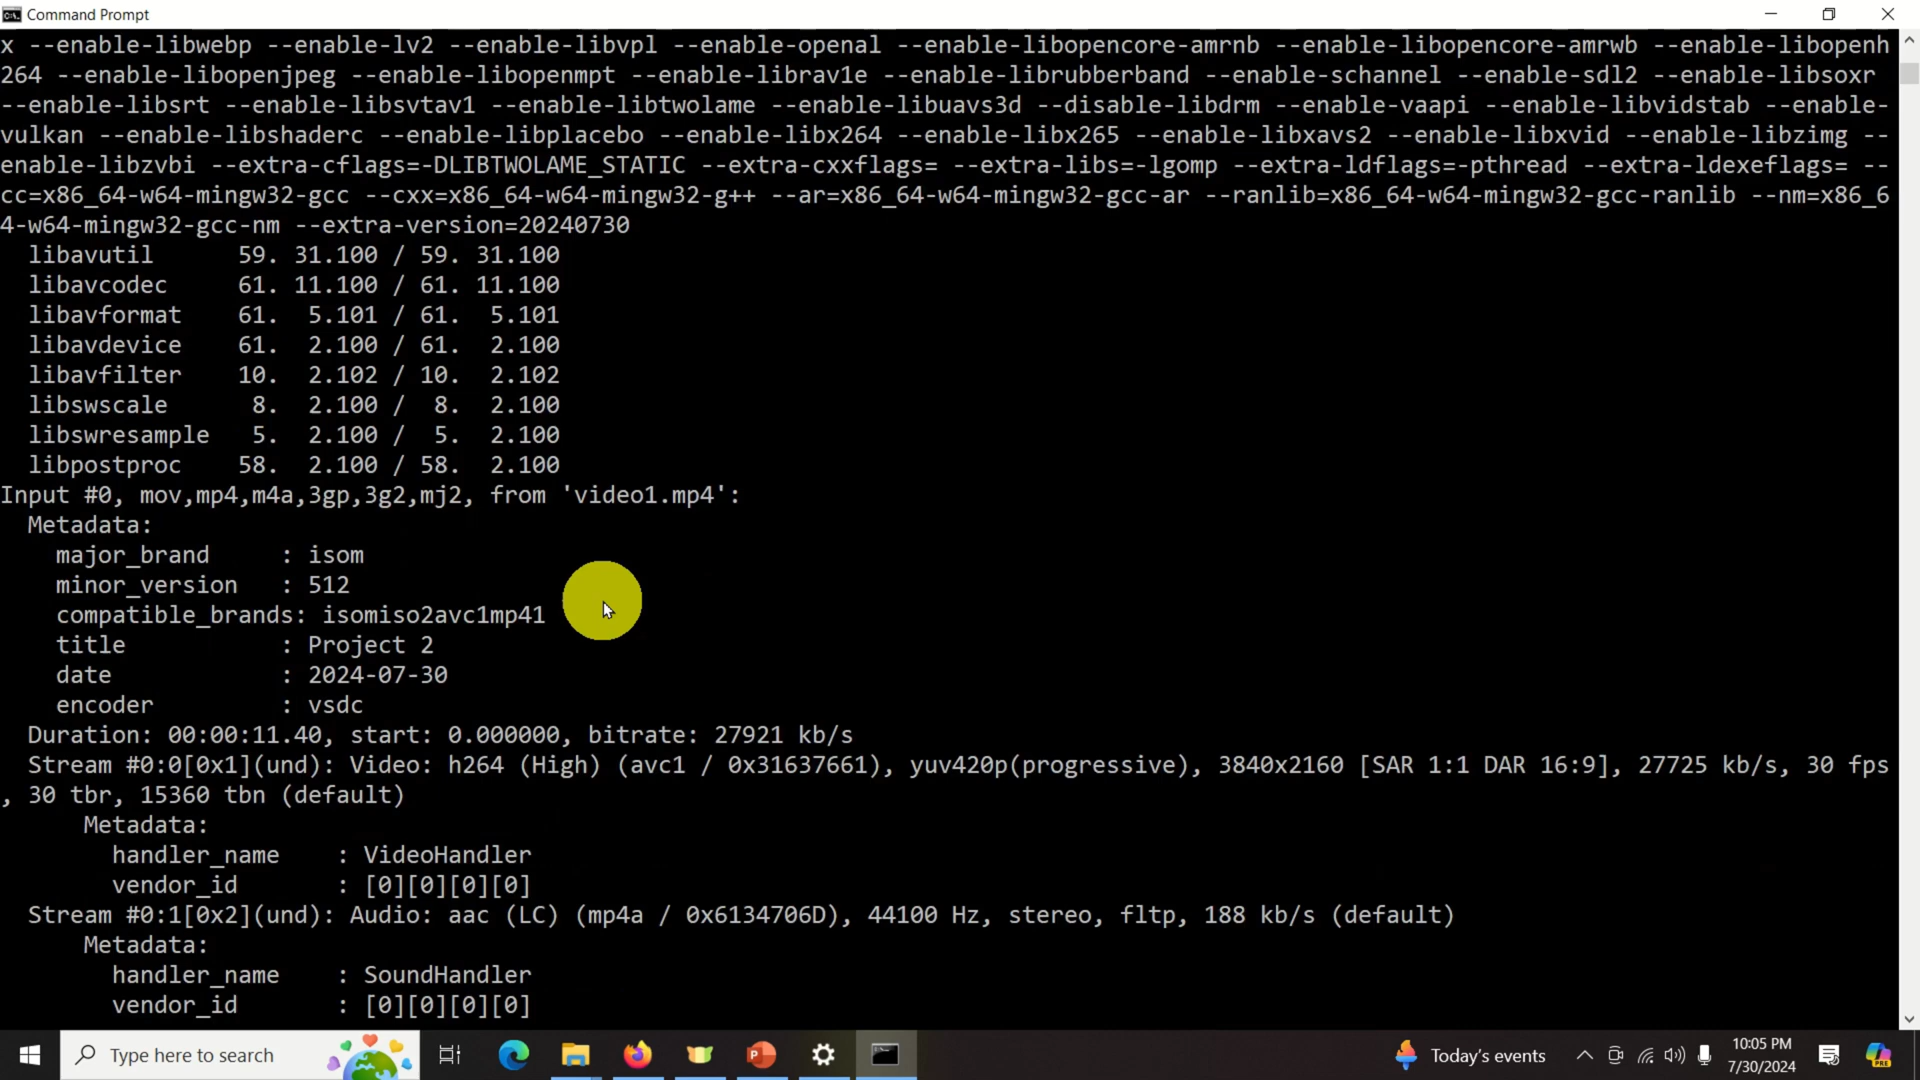 Command Prompt
x --enable-libwebp --enable-lv2 --enable-libvpl --enable-openal --enable-libopencore-amrnb --enable-libopencore-amrwb --enable-libopenh
264 --enable-libopenjpeg --enable-libopenmpt --enable-librav1e --enable-librubberband --enable-schannel --enable-sdl2 --enable-libsoxr
--enable-libsrt --enable-libsvtav1 --enable-libtwolame --enable-libuavs3d --disable-libdrm --enable-vaapi --enable-libvidstab --enable-
vulkan --enable-libshaderc --enable-libplacebo --enable-libx264 --enable-libx265 --enable-libxavs2 --enable-libxvid --enable-libzimg --
enable-libzvbi --extra-cflags=-DLIBTWOLAME_STATIC --extra-cxxflags= --extra-libs=-lgomp --extra-ldflags=-pthread --extra-ldexeflags= --
cc=x86_64-w64-mingw32-gcc --cxx=x86_64-w64-mingw32-g++ --ar=x86_64-w64-mingw32-gcc-ar --ranlib=x86_64-w64-mingw32-gcc-ranlib --nm=x86_6
4-w64-mingw32-gcc-nm --extra-version=20240730
  libavutil      59. 31.100 / 59. 31.100
  libavcodec     61. 11.100 / 61. 11.100
  libavformat    61.  5.101 / 61.  5.101
  libavdevice    61.  2.100 / 61.  2.100
  libavfilter    10.  2.102 / 10.  2.102
  libswscale      8.  2.100 /  8.  2.100
  libswresample   5.  2.100 /  5.  2.100
  libpostproc    58.  2.100 / 58.  2.100
Input #0, mov,mp4,m4a,3gp,3g2,mj2, from 'video1.mp4':
  Metadata:
    major_brand     : isom
    minor_version   : 512
    compatible_brands: isomiso2avc1mp41
    title           : Project 2
    date            : 2024-07-30
    encoder         : vsdc
  Duration: 00:00:11.40, start: 0.000000, bitrate: 27921 kb/s
  Stream #0:0[0x1](und): Video: h264 (High) (avc1 / 0x31637661), yuv420p(progressive), 3840x2160 [SAR 1:1 DAR 16:9], 27725 kb/s, 30 fps
, 30 tbr, 15360 tbn (default)
      Metadata:
        handler_name    : VideoHandler
        vendor_id       : [0][0][0][0]
  Stream #0:1[0x2](und): Audio: aac (LC) (mp4a / 0x6134706D), 44100 Hz, stereo, fltp, 188 kb/s (default)
      Metadata:
        handler_name    : SoundHandler
        vendor_id       : [0][0][0][0]
Type here to search
Today's events
10:05 PM
7/30/2024
PRE